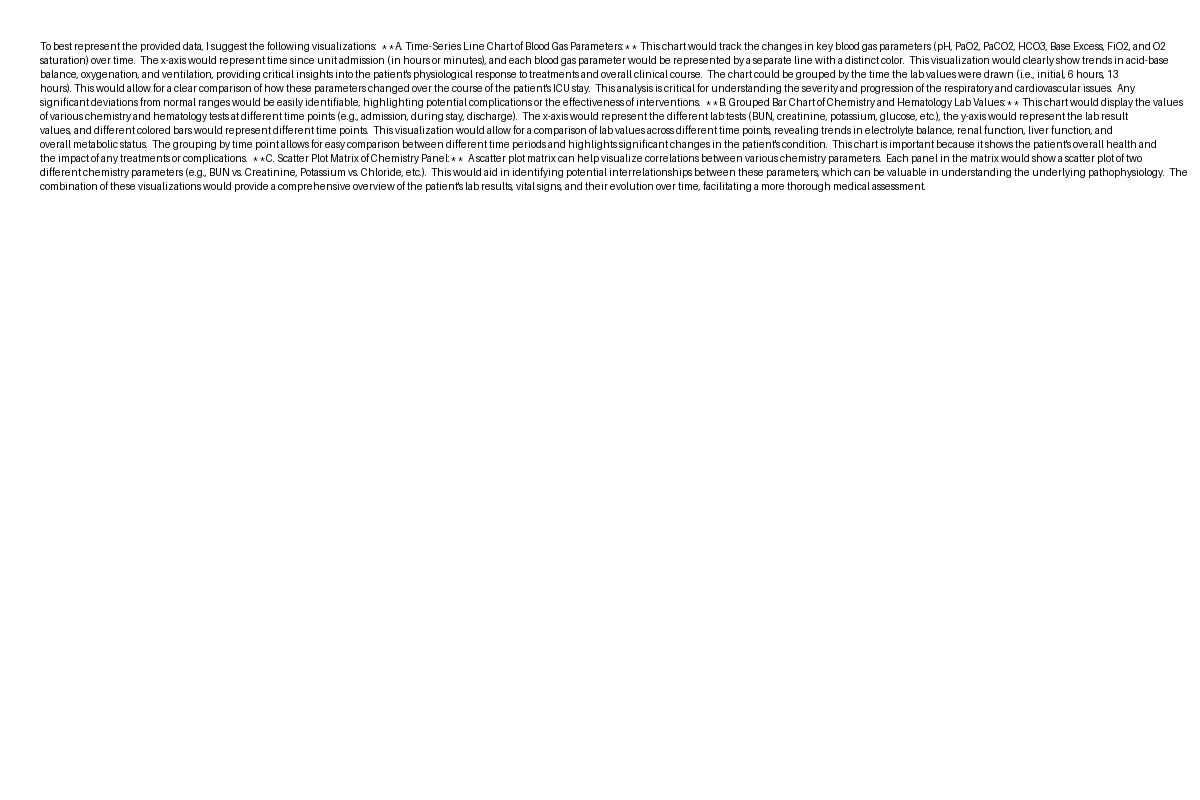 To best represent the provided data, I suggest the following visualizations:  **A. Time-Series Line Chart of Blood Gas Parameters:** This chart would track the changes in key blood gas parameters (pH, PaO2, PaCO2, HCO3, Base Excess, FiO2, and O2
saturation) over time.  The x-axis would represent time since unit admission (in hours or minutes), and each blood gas parameter would be represented by a separate line with a distinct color.  This visualization would clearly show trends in acid-base
balance, oxygenation, and ventilation, providing critical insights into the patient's physiological response to treatments and overall clinical course.  The chart could be grouped by the time the lab values were drawn (i.e., initial, 6 hours, 13
hours). This would allow for a clear comparison of how these parameters changed over the course of the patient's ICU stay.  This analysis is critical for understanding the severity and progression of the respiratory and cardiovascular issues.  Any
significant deviations from normal ranges would be easily identifiable, highlighting potential complications or the effectiveness of interventions.  **B. Grouped Bar Chart of Chemistry and Hematology Lab Values:** This chart would display the values
of various chemistry and hematology tests at different time points (e.g., admission, during stay, discharge).  The x-axis would represent the different lab tests (BUN, creatinine, potassium, glucose, etc.), the y-axis would represent the lab result
values, and different colored bars would represent different time points.  This visualization would allow for a comparison of lab values across different time points, revealing trends in electrolyte balance, renal function, liver function, and
overall metabolic status.  The grouping by time point allows for easy comparison between different time periods and highlights significant changes in the patient's condition.  This chart is important because it shows the patient's overall health and
the impact of any treatments or complications.  **C. Scatter Plot Matrix of Chemistry Panel:**  A scatter plot matrix can help visualize correlations between various chemistry parameters.  Each panel in the matrix would show a scatter plot of two
different chemistry parameters (e.g., BUN vs. Creatinine, Potassium vs. Chloride, etc.).  This would aid in identifying potential interrelationships between these parameters, which can be valuable in understanding the underlying pathophysiology.  The
combination of these visualizations would provide a comprehensive overview of the patient's lab results, vital signs, and their evolution over time, facilitating a more thorough medical assessment.